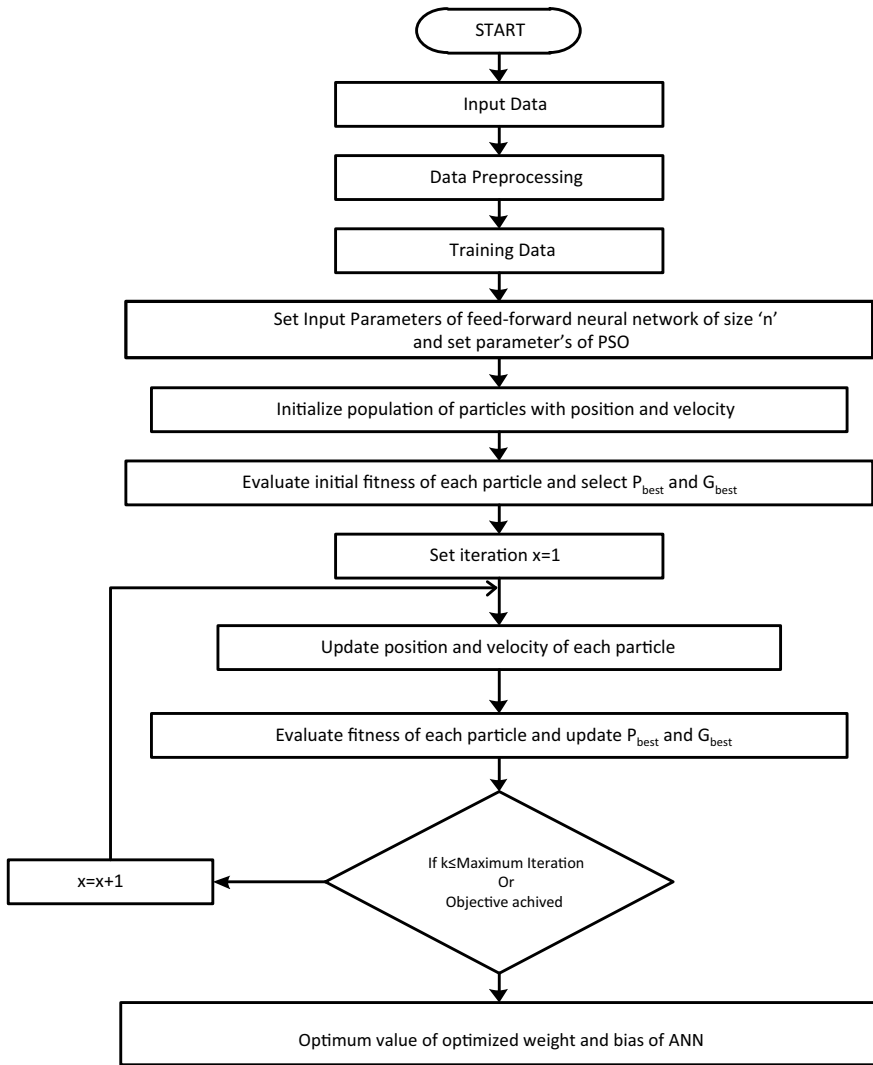 START
Input Data
Data Preprocessing
Training Data
Set Input Parameters of feed-forward neural network of size ‘n’
and set parameter’s of PSO
Initialize population of particles with position and velocity
Evaluate initial fitness of each particle and select Pbest and Gbest
Set iteration x=1
Update position and velocity of each particle
Evaluate fitness of each particle and update Pbest and Gbest
If k≤Maximum Iteration
Or
Objective achived
x=x+1
Optimum value of optimized weight and bias of ANN